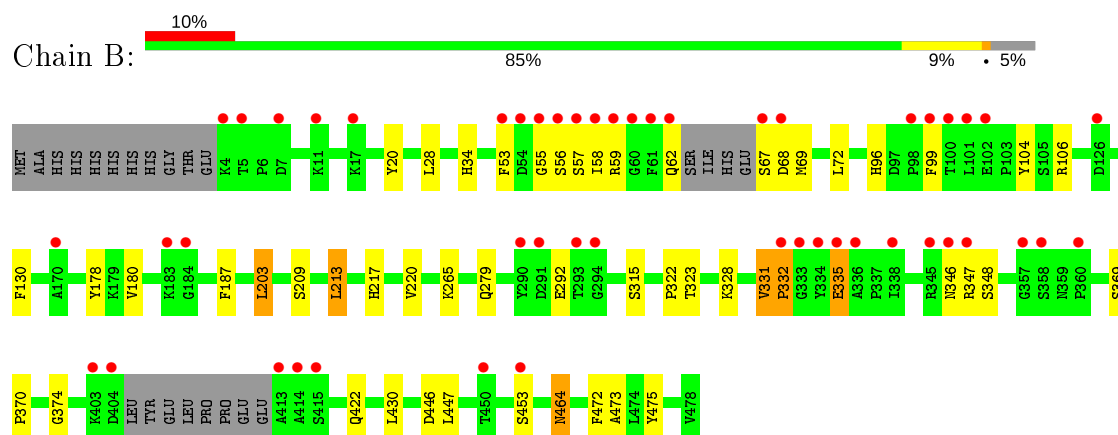 10%
Chain B:
85% 9% • 5%
MET ALA HIS HIS HIS HIS HIS HIS HIS GLY THR GLU K4 T5 P6 D7 K11 K17 Y20 L28 H34 F53 D54 G55 S56 S57 I58 R59 G60 F61 Q62 SER ILE HIS GLU S67 D68 M69 L72 H96 D97 P98 F99 T100 L101 E102 P103 Y104 S105 R106 D126
F130 A170 Y178 K179 V180 K183 G184 F187 L203 S209 L213 H217 V220 K265 Q279 Y290 D291 E292 T293 G294 S315 P322 T323 K328 V331 P332 G333 Y334 E335 A336 P337 I338 R345 N346 R347 S348 G357 S358 N359 P360 S369
P370 G374 K403 D404 LEU TYR GLU LEU PRO PRO GLU GLU A413 A414 S415 Q422 L430 D446 L447 T450 S453 N464 F472 A473 L474 Y475 V478